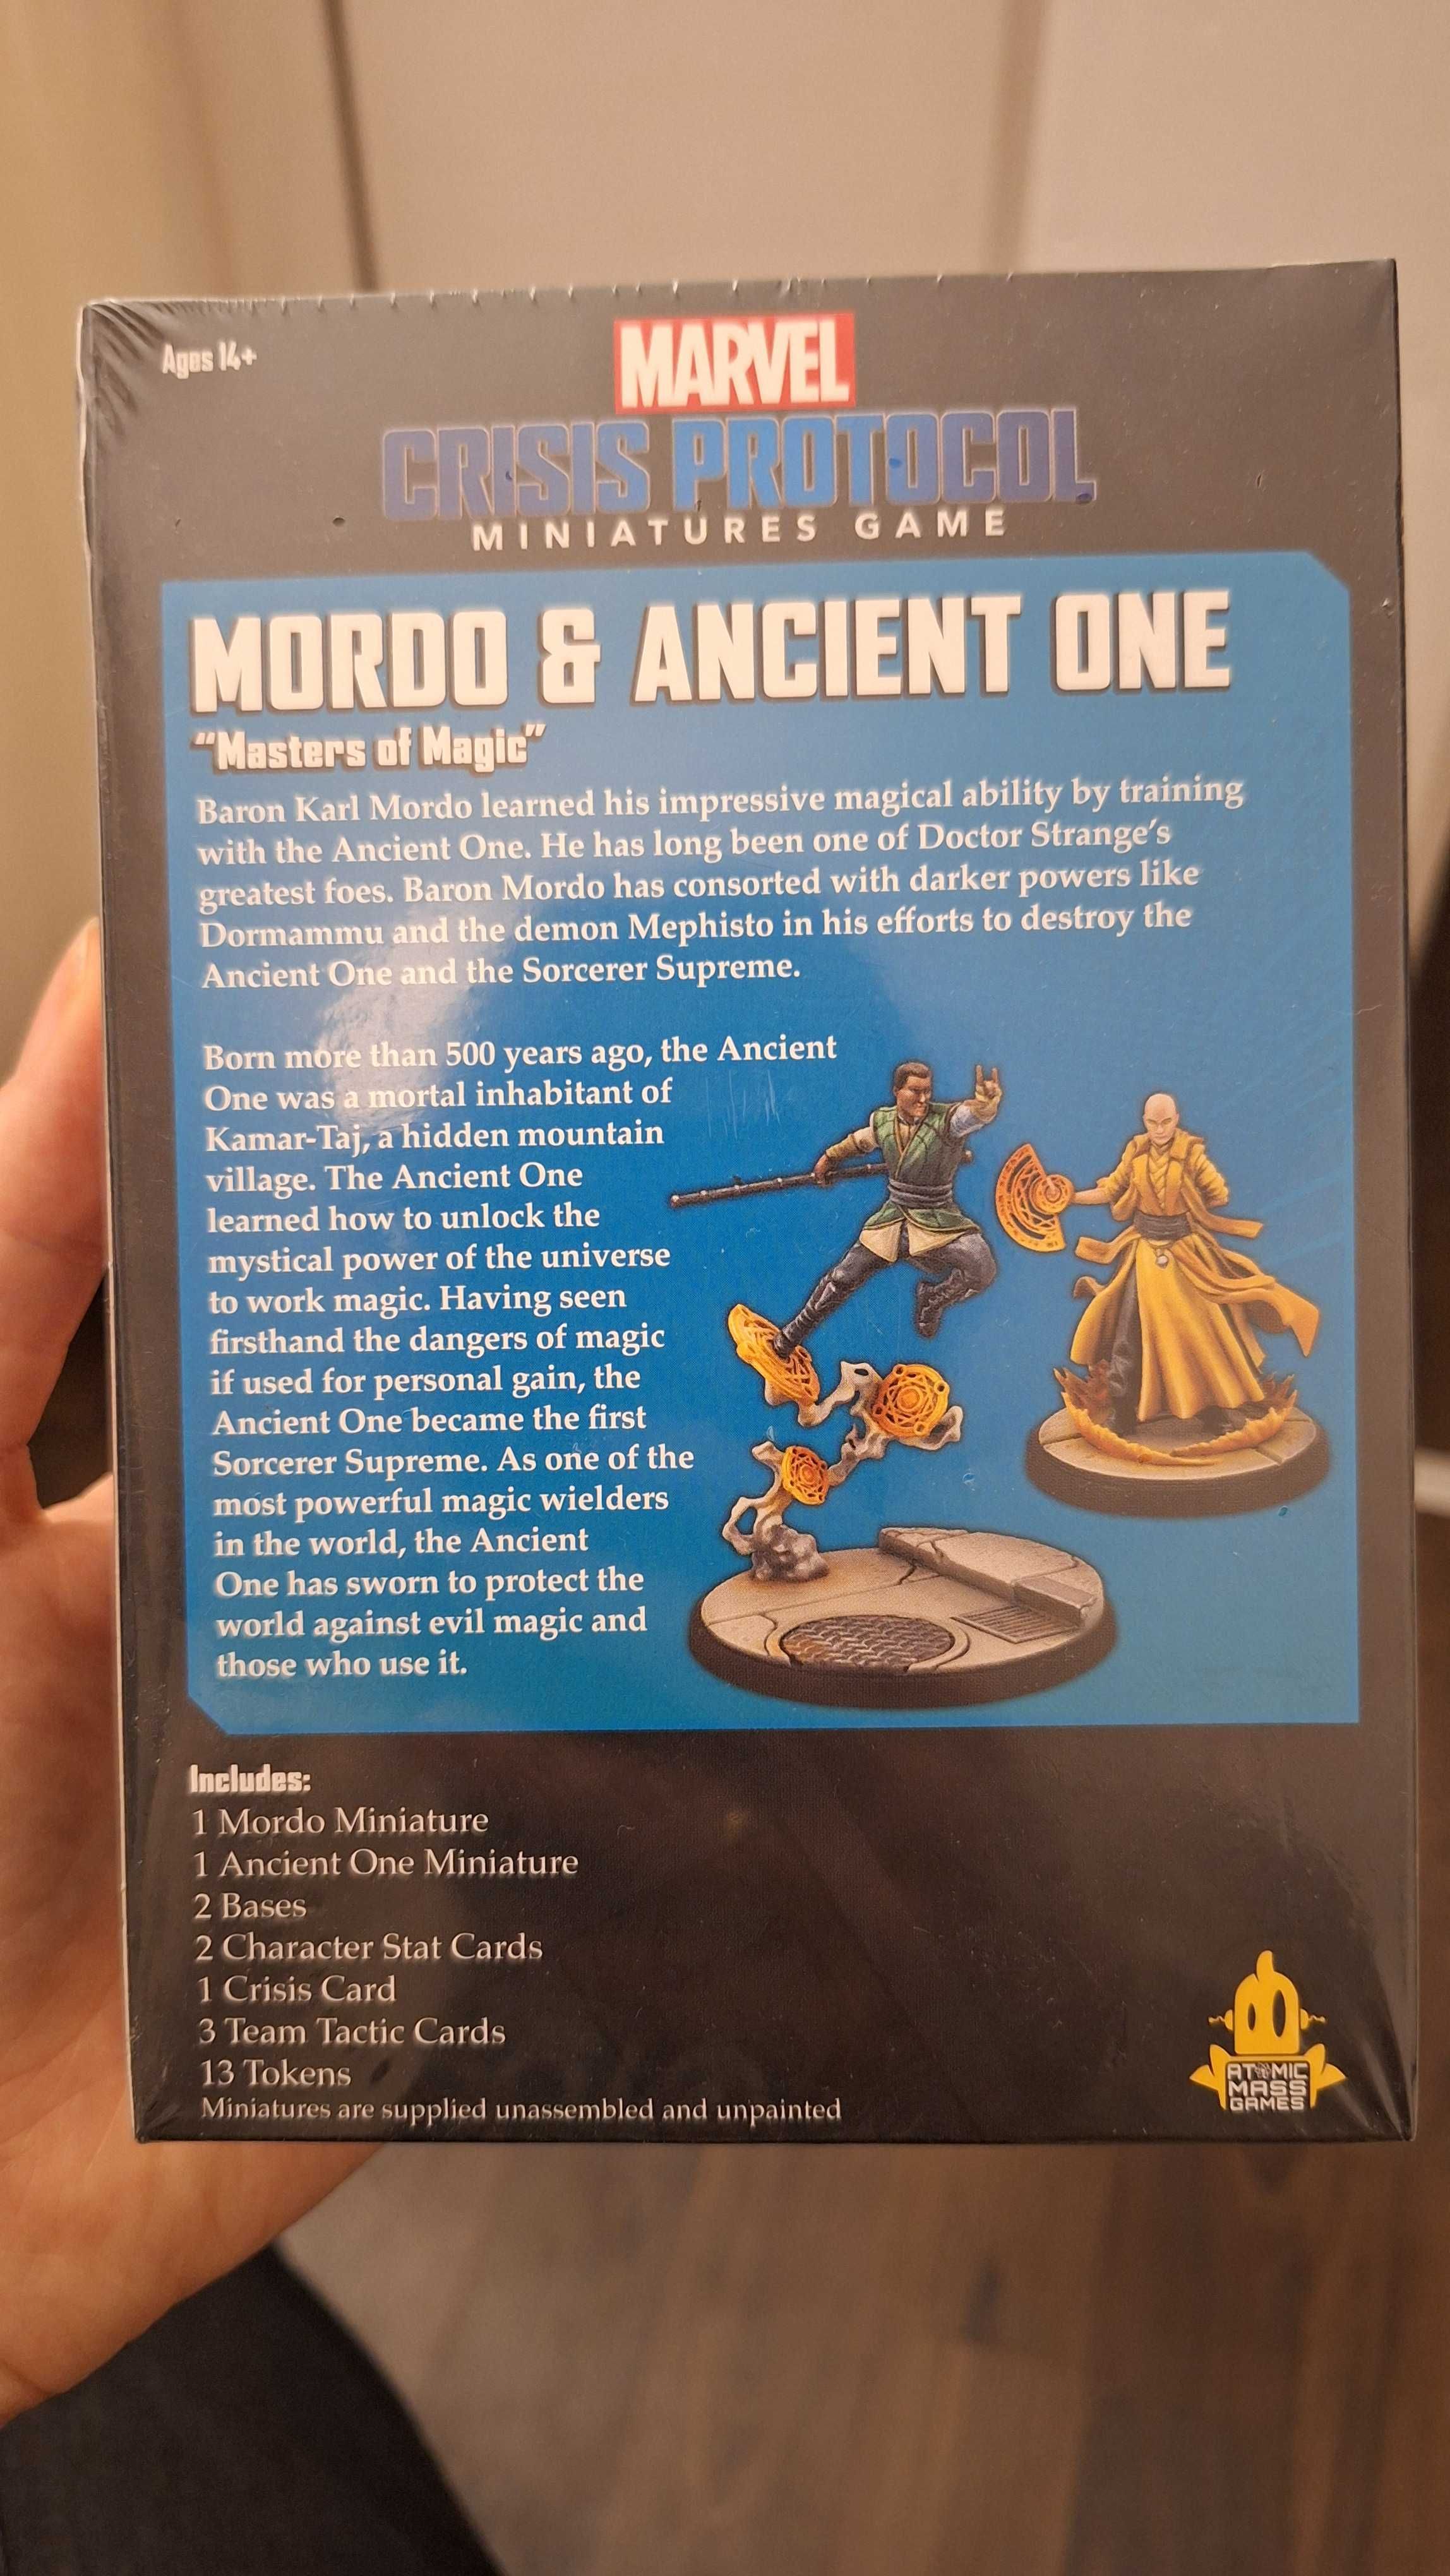 Ages 14+
MARVEL
CRISIS PROTOCOL
MINIATURES GAME
MORDO & ANCIENT ONE
“Masters of Magic”
Baron Karl Mordo learned his impressive magical ability by training
with the Ancient One. He has long been one of Doctor Strange’s
greatest foes. Baron Mordo has consorted with darker powers like
Dormammu and the demon Mephisto in his efforts to destroy the
Ancient One and the Sorcerer Supreme.
Born more than 500 years ago, the Ancient
One was a mortal inhabitant of
Kamar-Taj, a hidden mountain
village. The Ancient One
learned how to unlock the
mystical power of the universe
to work magic. Having seen
firsthand the dangers of magic
if used for personal gain, the
Ancient One became the first
Sorcerer Supreme. As one of the
most powerful magic wielders
in the world, the Ancient
One has sworn to protect the
world against evil magic and
those who use it.
Includes:
1 Mordo Miniature
1 Ancient One Miniature
2 Bases
2 Character Stat Cards
1 Crisis Card
3 Team Tactic Cards
13 Tokens
Miniatures are supplied unassembled and unpainted
ATOMIC
MASS
GAMES